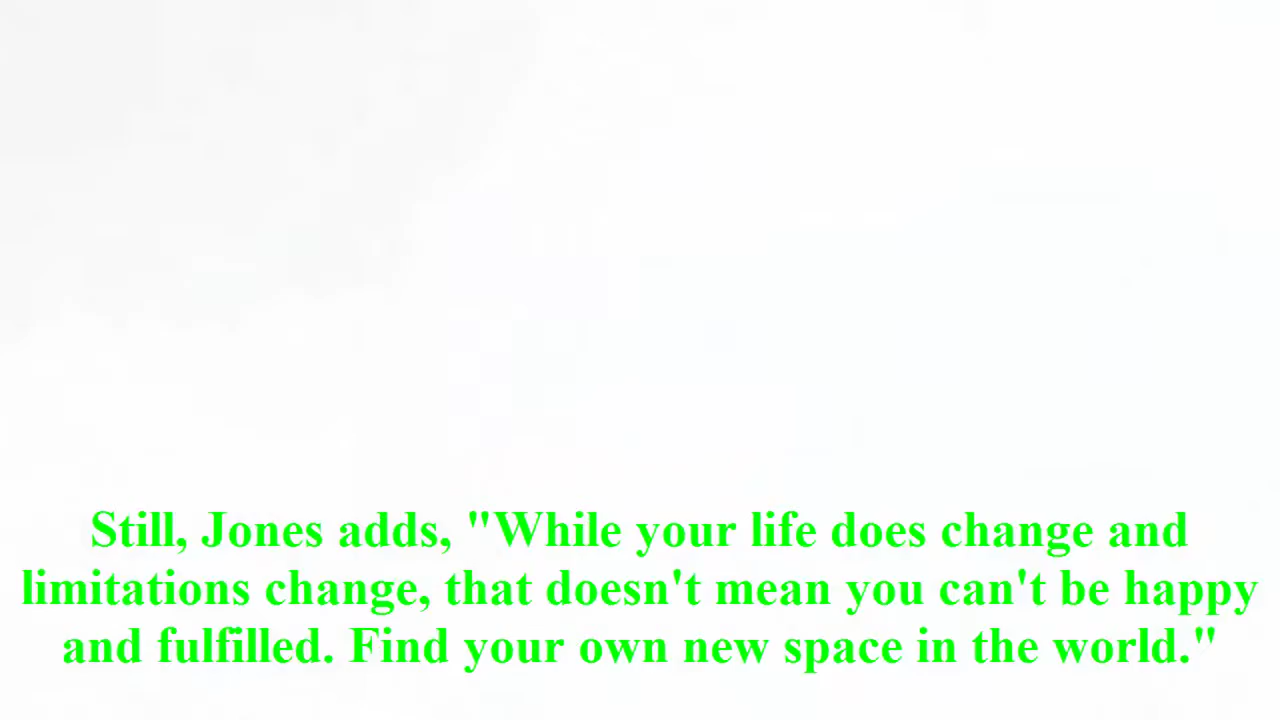 Still, Jones adds, "While your life does change and
limitations change, that doesn't mean you can't be happy
and fulfilled. Find your own new space in the world."